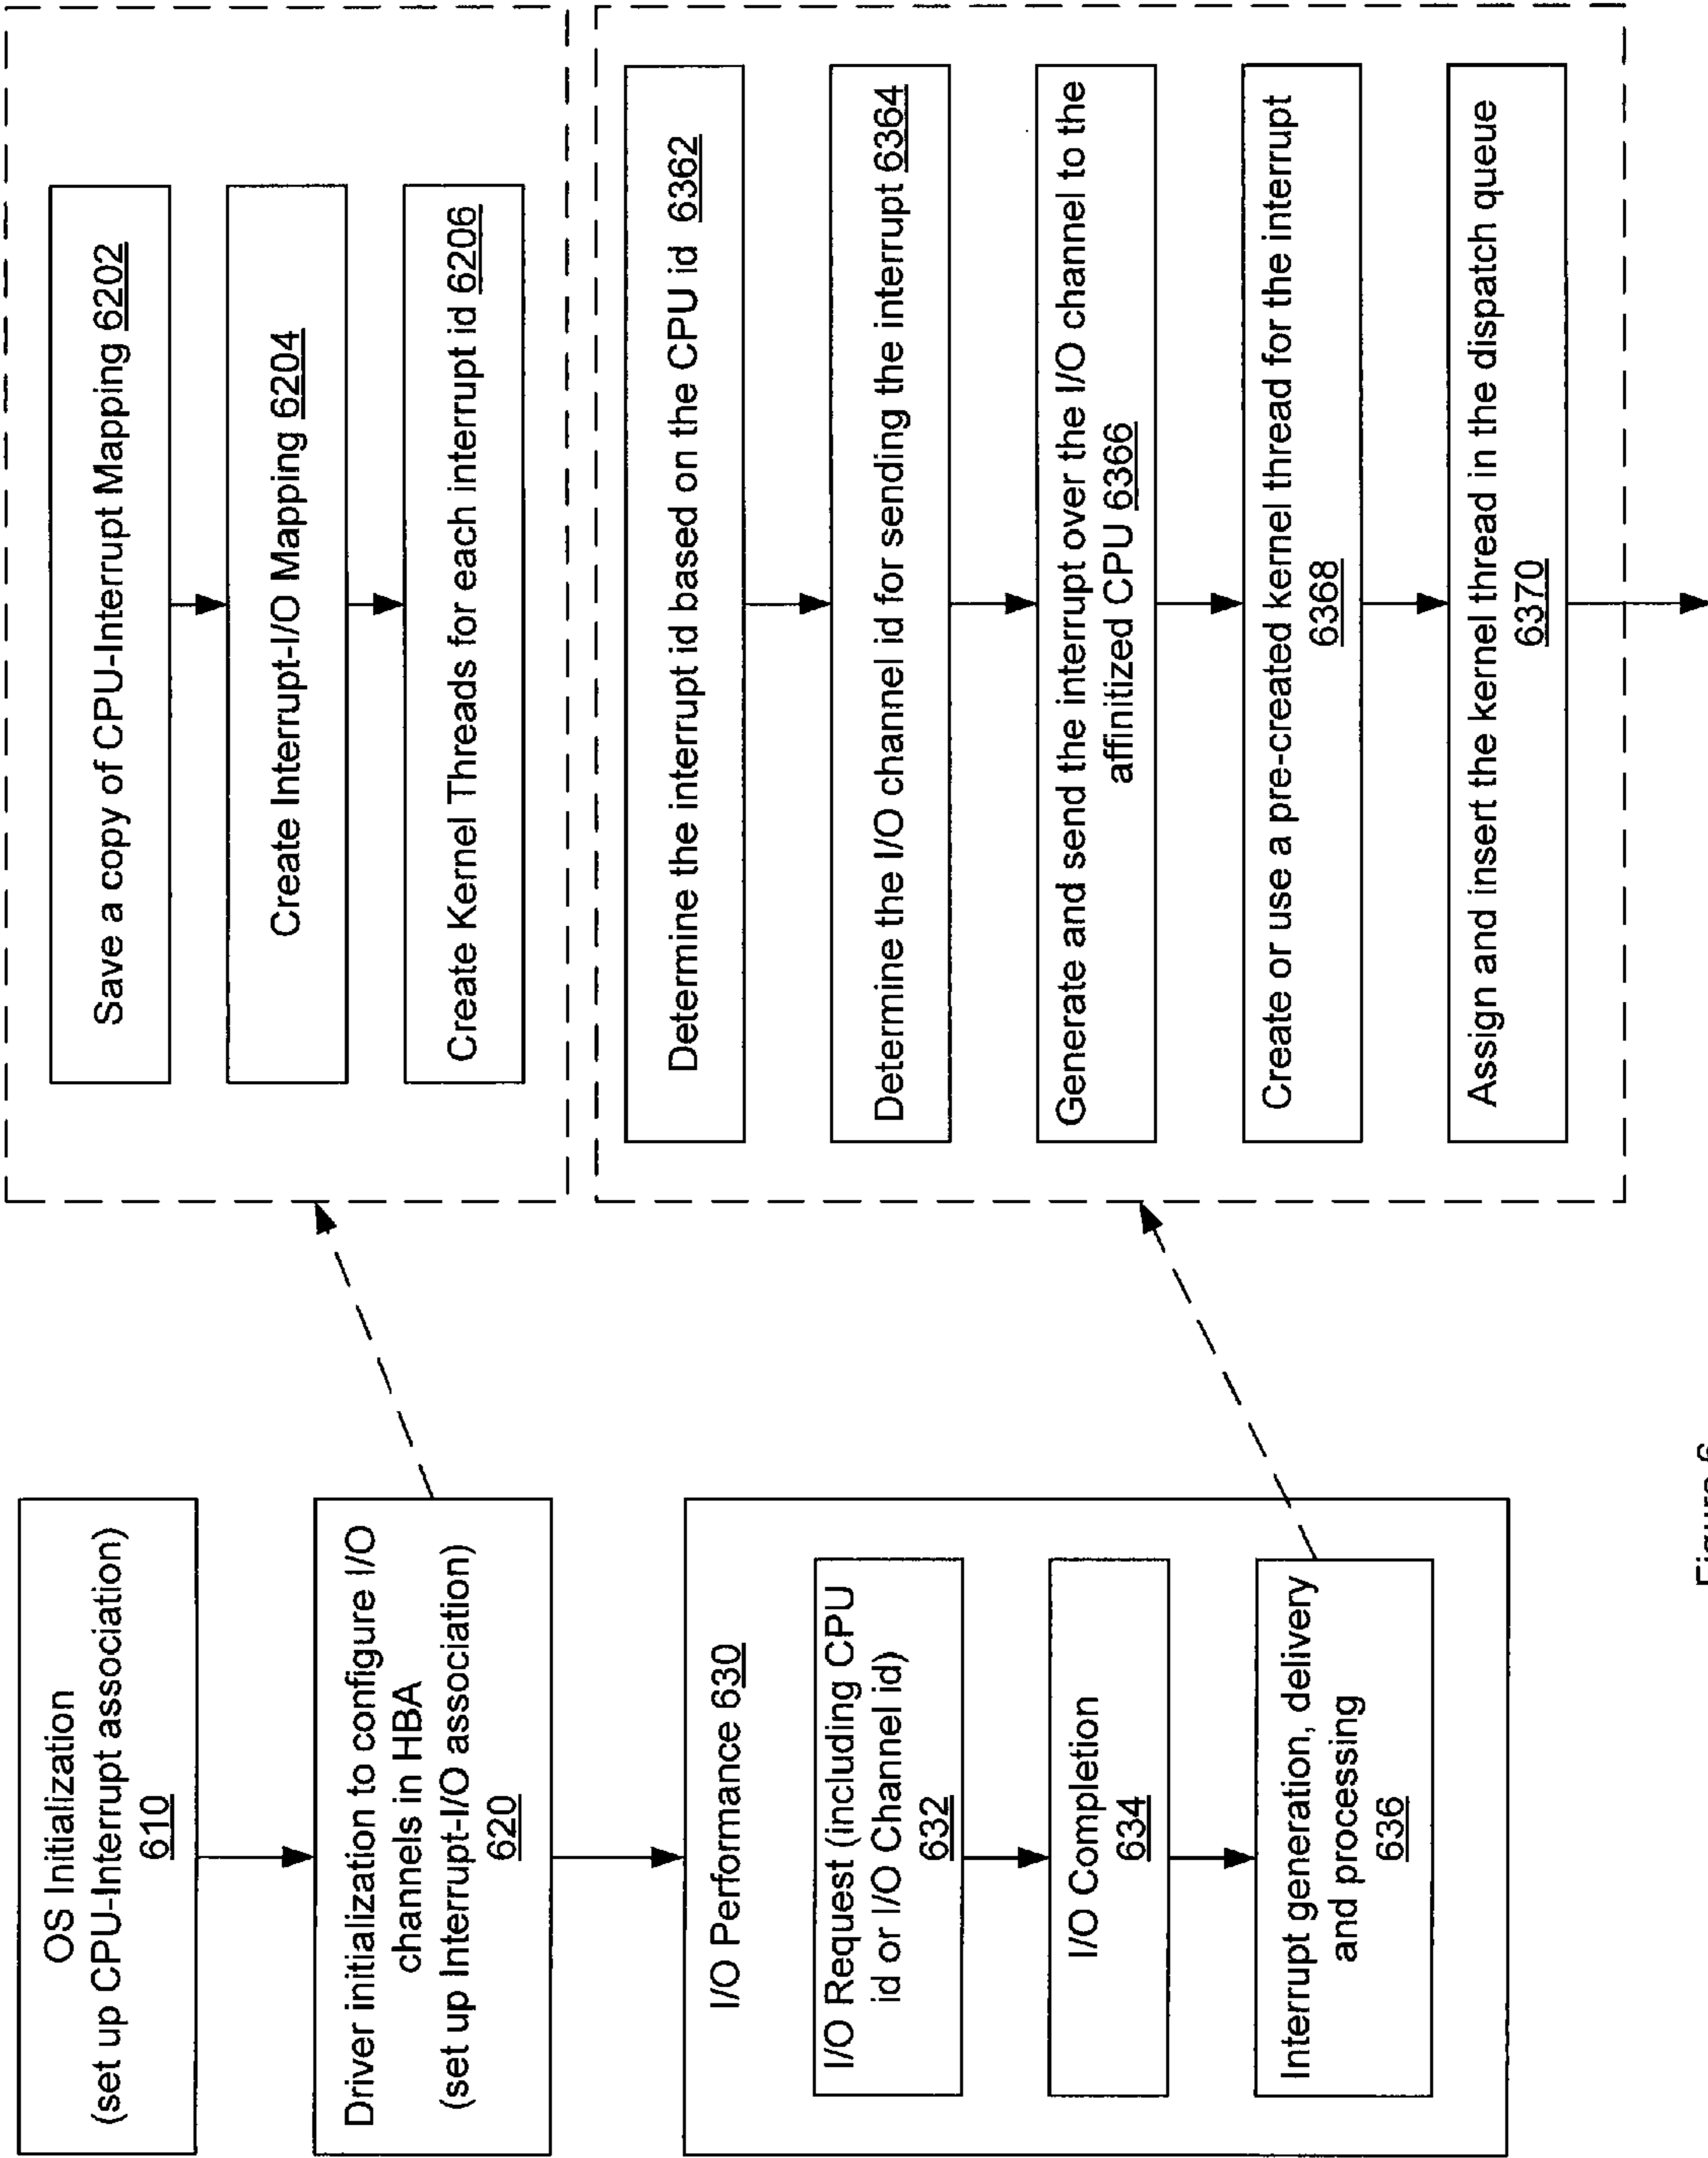 OS Initialization
(set up CPU-Interrupt association)
610
Driver initialization to configure I/O
channels in HBA
(set up Interrupt-I/O association)
620
I/O Performance 630
I/O Request (including CPU
id or I/O Channel id)
632
I/O Completion
634
Interrupt generation, delivery
and processing
636
Save a copy of CPU-Interrupt Mapping 6202
Create Interrupt-I/O Mapping 6204
Create Kernel Threads for each interrupt id 6206
Determine the interrupt id based on the CPU id 6362
Determine the I/O channel id for sending the interrupt 6364
Generate and send the interrupt over the I/O channel to the
affinitized CPU 6366
Create or use a pre-created kernel thread for the interrupt
6368
Assign and insert the kernel thread in the dispatch queue
6370
Figure 6